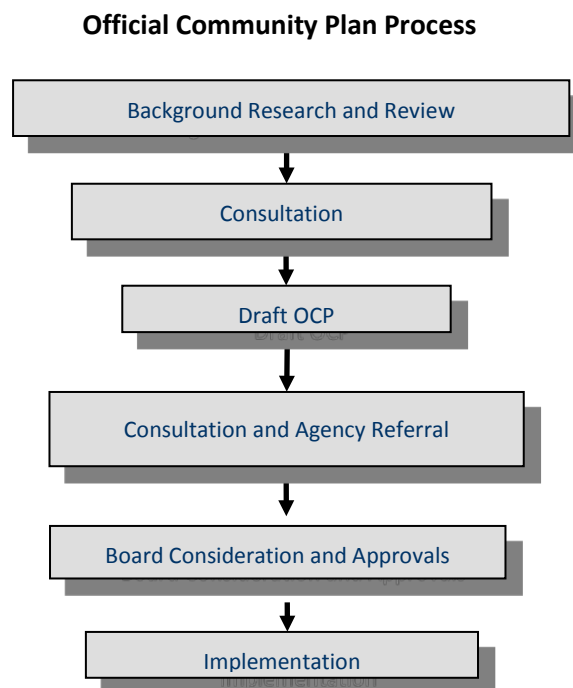 Official Community Plan Process
Background Research and Review
Consultation
Draft OCP
Consultation and Agency Referral
Board Consideration and Approvals
Implementation